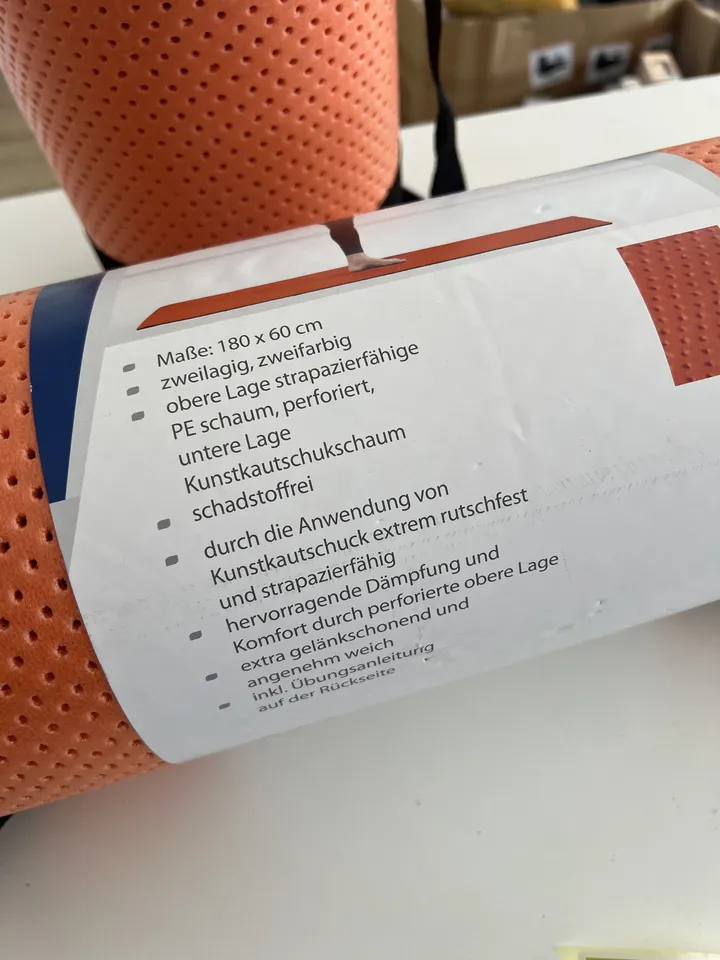 Maße: 180 x 60 cm
zweilagig, zweifarbig
obere Lage strapazierfähige
PE schaum, perforiert,
untere Lage
Kunstkautschukschaum
schadstoffrei
durch die Anwendung von
Kunstkautschuck extrem rutschfest
und strapazierfähig
hervorragende Dämpfung und
Komfort durch perforierte obere Lage
extra gelänkschonend und
angenehm weich
inkl. Übungsanleitung
auf der Rückseite